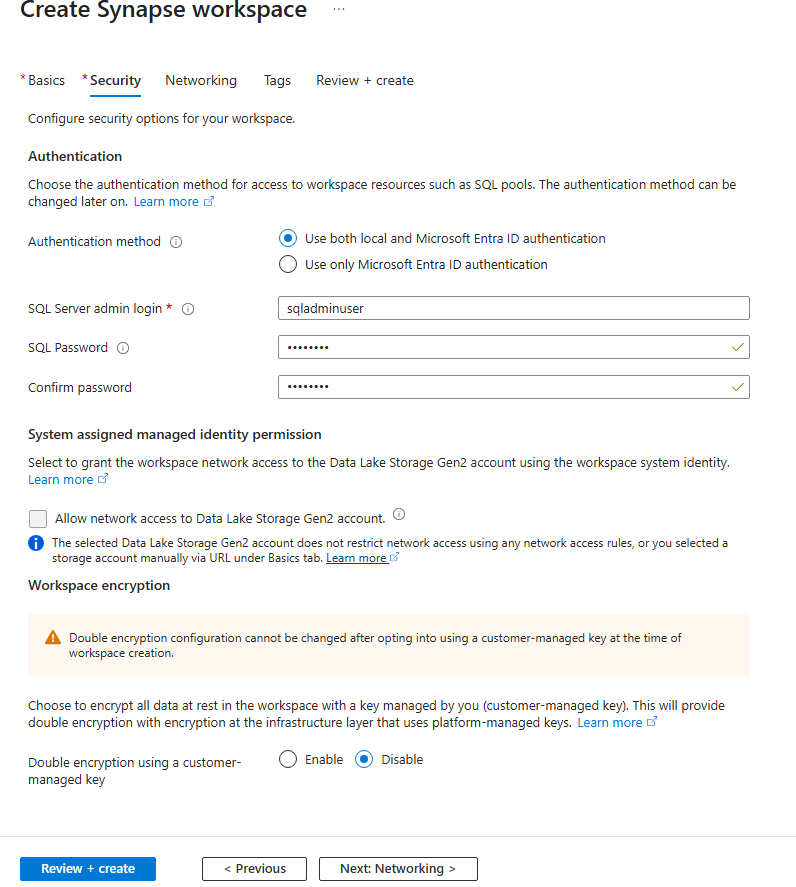 Create Synapse workspace ...
* Basics * Security Networking Tags Review + create
Configure security options for your workspace.
Authentication
Choose the authentication method for access to workspace resources such as SQL pools. The authentication method can be
changed later on. Learn more
Authentication method
Use both local and Microsoft Entra ID authentication
Use only Microsoft Entra ID authentication
SQL Server admin login * sqladminuser
SQL Password ••••••••
Confirm password ••••••••
System assigned managed identity permission
Select to grant the workspace network access to the Data Lake Storage Gen2 account using the workspace system identity.
Learn more
Allow network access to Data Lake Storage Gen2 account.
The selected Data Lake Storage Gen2 account does not restrict network access using any network access rules, or you selected a
storage account manually via URL under Basics tab. Learn more
Workspace encryption
Double encryption configuration cannot be changed after opting into using a customer-managed key at the time of
workspace creation.
Choose to encrypt all data at rest in the workspace with a key managed by you (customer-managed key). This will provide
double encryption with encryption at the infrastructure layer that uses platform-managed keys. Learn more
Double encryption using a customer- Enable Disable
managed key
Review + create < Previous Next: Networking >